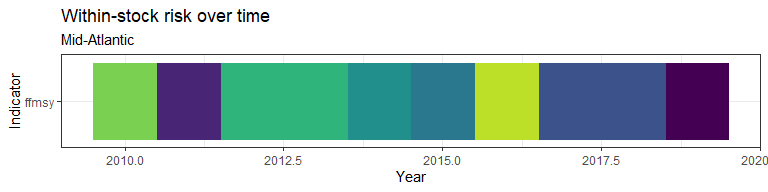 Within-stock risk over time
Mid-Atlantic
Indicator
ffmsy
2010.0 2012.5 2015.0 2017.5 2020
Year